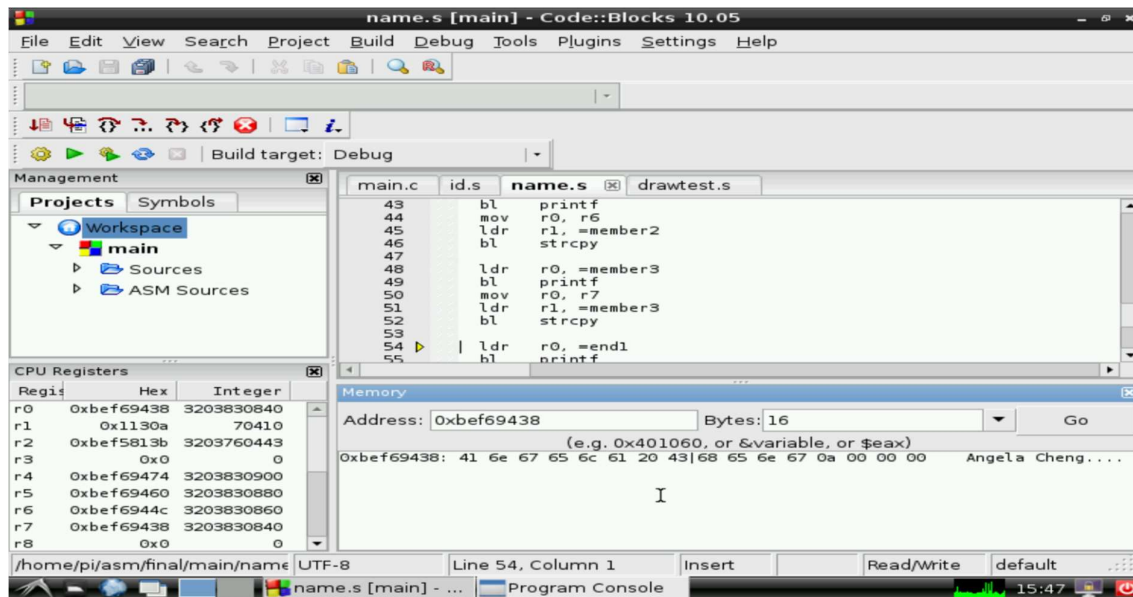 name.s [main] - Code::Blocks 10.05
File Edit View Search Project Build Debug Tools Plugins Settings Help
Build target: Debug
Management
Projects Symbols
Workspace
main
Sources
ASM Sources
main.c id.s name.s drawtest.s
43 bl printf
44 mov r0, r6
45 ldr r1, =member2
46 bl strcpy
47
48 ldr r0, =member3
49 bl printf
50 mov r0, r7
51 ldr r1, =member3
52 bl strcpy
53
54 ldr r0, =end1
55 bl printf
CPU Registers
Regis Hex Integer
r0 0xbef69438 3203830840
r1 0x1130a 70410
r2 0xbef5813b 3203760443
r3 0x0 0
r4 0xbef69474 3203830900
r5 0xbef69460 3203830880
r6 0xbef6944c 3203830860
r7 0xbef69438 3203830840
r8 0x0 0
Memory
Address: 0xbef69438 Bytes: 16 Go
(e.g. 0x401060, or &variable, or $eax)
0xbef69438: 41 6e 67 65 6c 61 20 43|68 65 6e 67 0a 00 00 00 Angela Cheng....
/home/pi/asm/final/main/name UTF-8 Line 54, Column 1 Insert Read/Write default
name.s [main] - ... Program Console 15:47